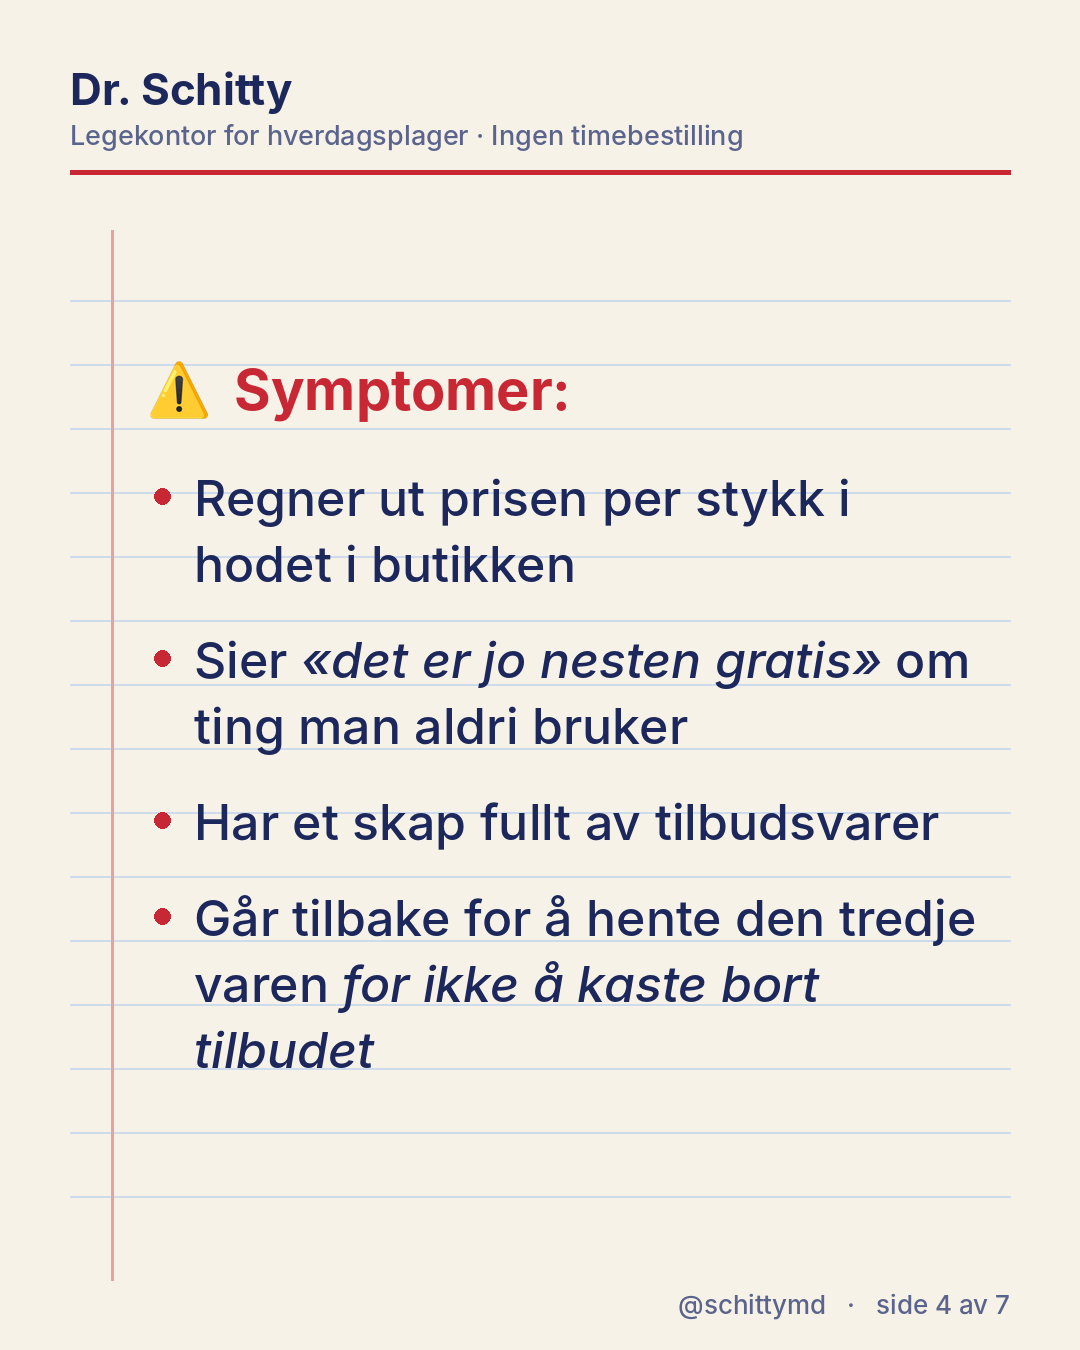 Dr. Schitty
Legekontor for hverdagsplager · Ingen timebestilling
⚠️ Symptomer:
• Regner ut prisen per stykk i
hodet i butikken
• Sier «det er jo nesten gratis» om
ting man aldri bruker
• Har et skap fullt av tilbudsvarer
• Går tilbake for å hente den tredje
varen for ikke å kaste bort
tilbudet
@schittymd · side 4 av 7